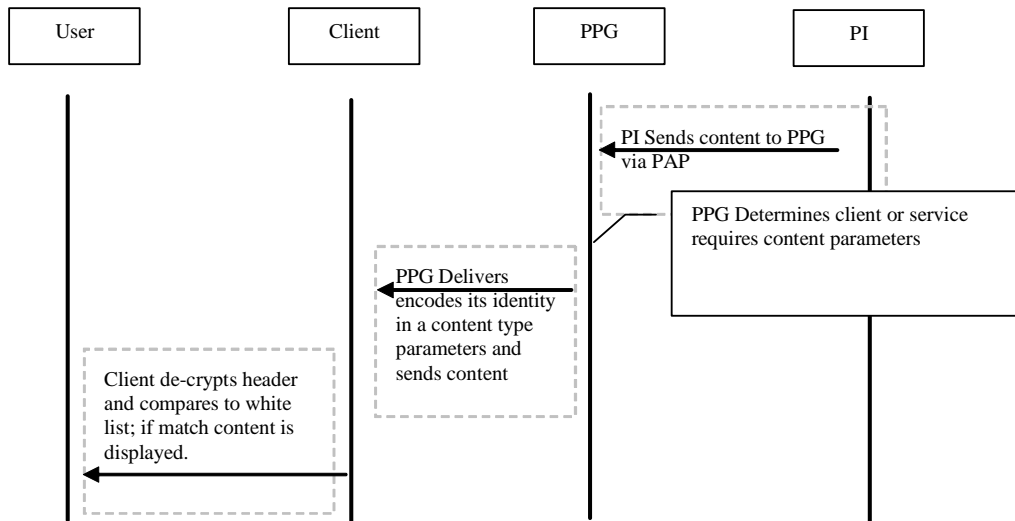 User
Client
PPG
PI
PI Sends content to PPG
via PAP
PPG Determines client or service
requires content parameters
PPG Delivers
encodes its identity
in a content type
parameters and
sends content
Client de-crypts header
and compares to white
list; if match content is
displayed.